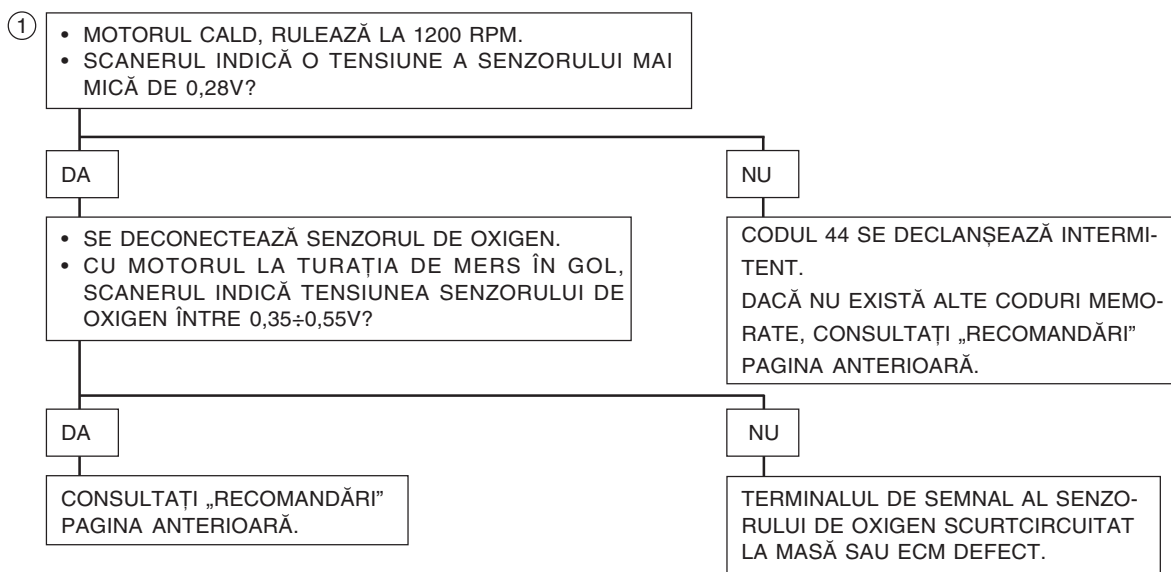 1
• MOTORUL CALD, RULEAZĂ LA 1200 RPM.
• SCANERUL INDICĂ O TENSIUNE A SENZORULUI MAI
MICĂ DE 0,28V?
DA
NU
• SE DECONECTEAZĂ SENZORUL DE OXIGEN.
• CU MOTORUL LA TURAȚIA DE MERS ÎN GOL,
SCANERUL INDICĂ TENSIUNEA SENZORULUI DE
OXIGEN ÎNTRE 0,35÷0,55V?
CODUL 44 SE DECLANȘEAZĂ INTERMI-
TENT.
DACĂ NU EXISTĂ ALTE CODURI MEMO-
RATE, CONSULTAȚI „RECOMANDĂRI”
PAGINA ANTERIOARĂ.
DA
NU
CONSULTAȚI „RECOMANDĂRI”
PAGINA ANTERIOARĂ.
TERMINALUL DE SEMNAL AL SENZO-
RULUI DE OXIGEN SCURTCIRCUITAT
LA MASĂ SAU ECM DEFECT.